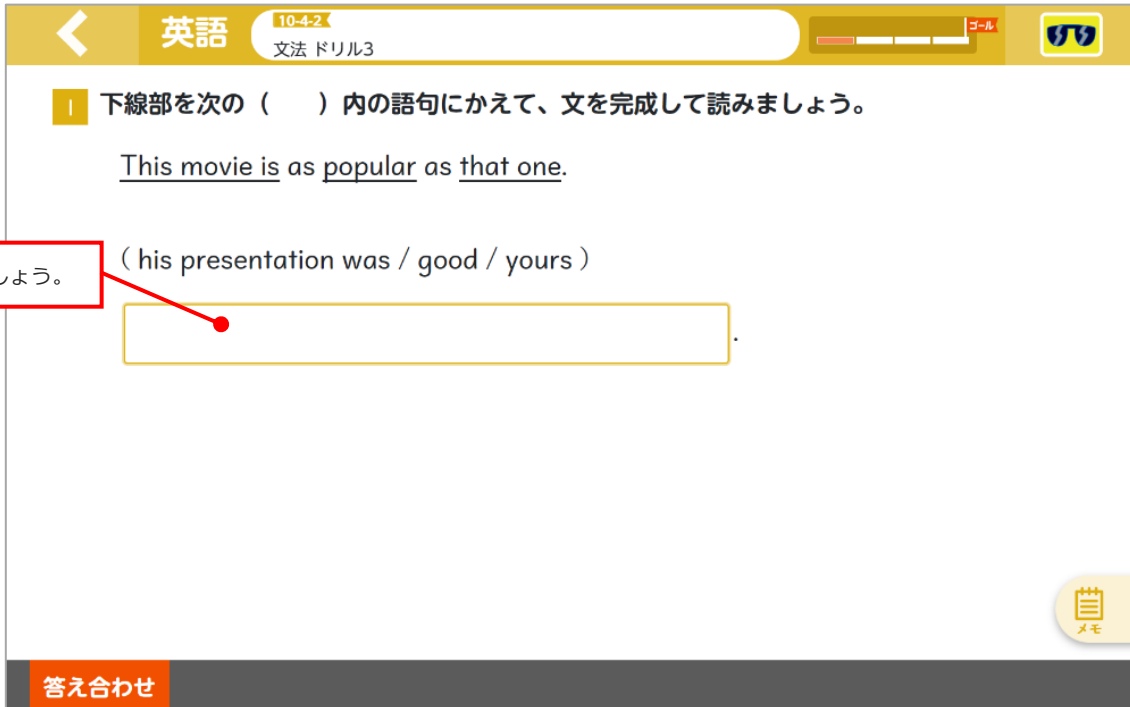 英語
10-4-2
文法 ドリル3
ゴール
1 下線部を次の（　　）内の語句にかえて、文を完成して読みましょう。
This movie is as popular as that one.
( his presentation was / good / yours )
しょう。
.
メモ
答え合わせ